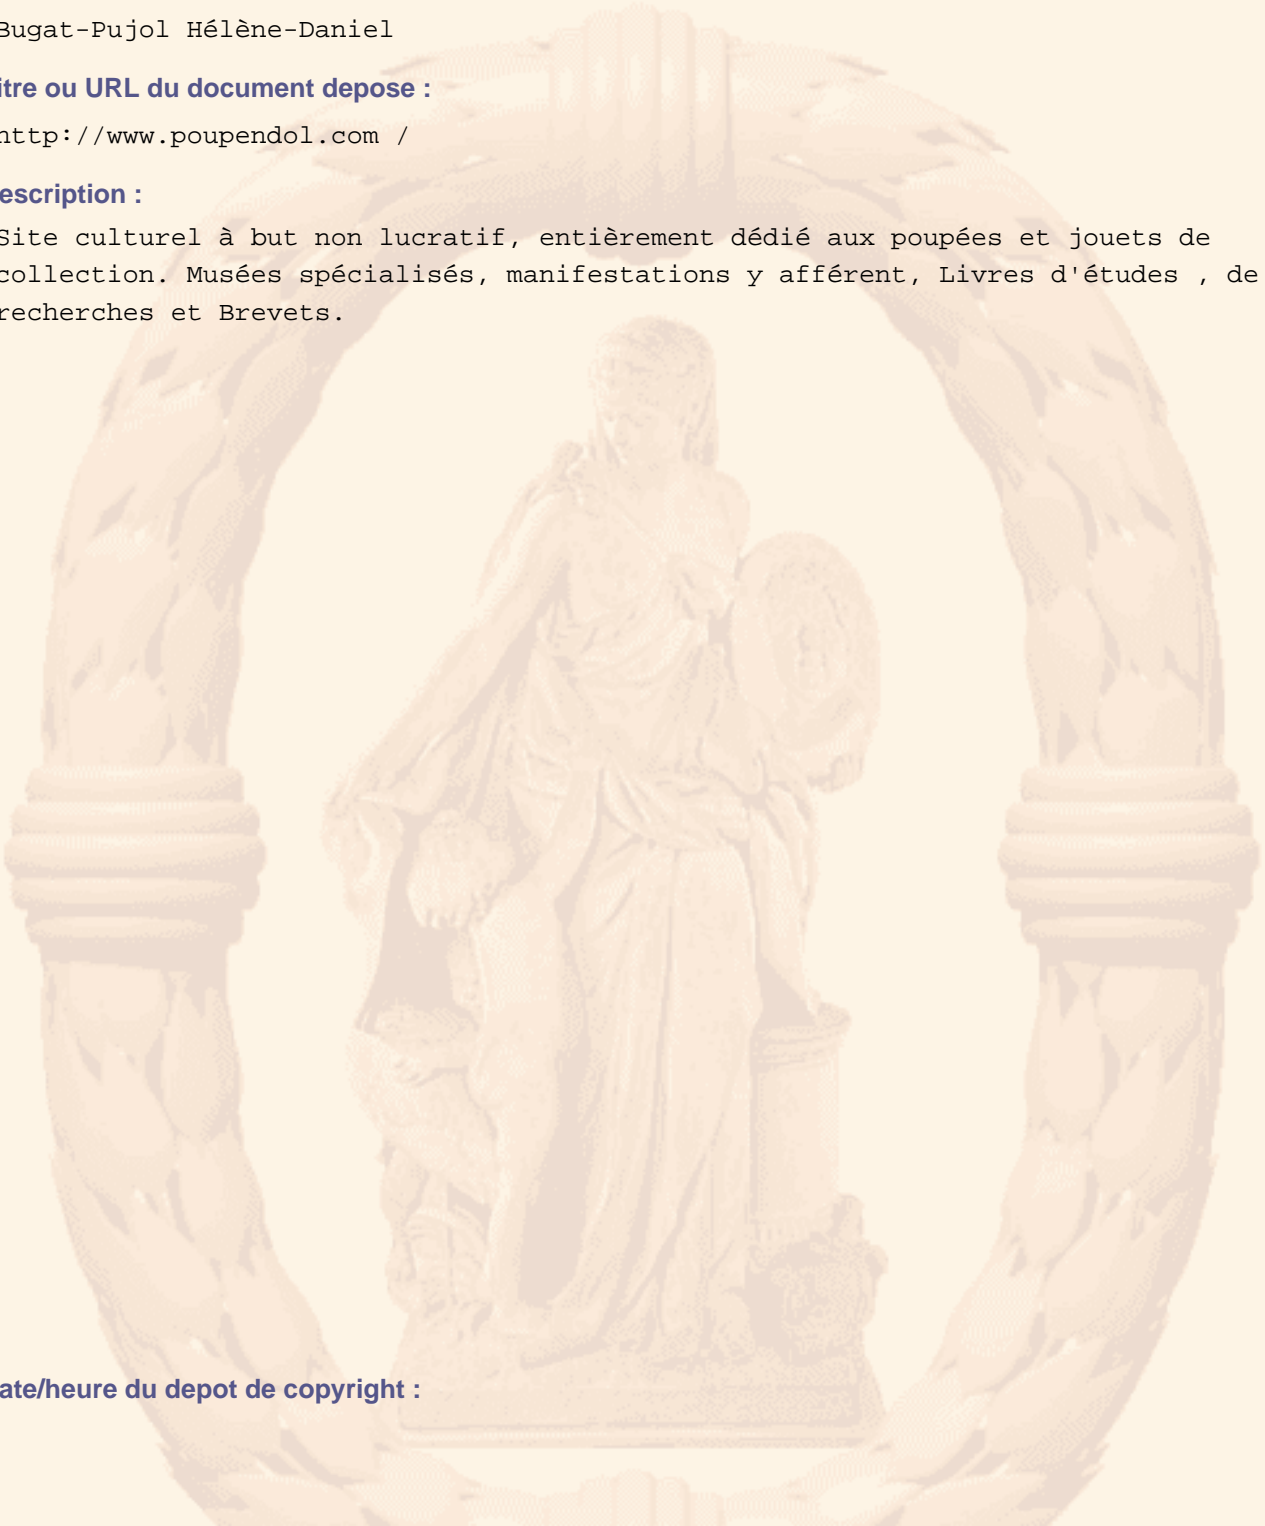 Bugat-Pujol Hélène-Daniel
itre ou URL du document depose :
http://www.poupendol.com /
escription :
Site culturel à but non lucratif, entièrement dédié aux poupées et jouets de
collection. Musées spécialisés, manifestations y afférent, Livres d'études , de
recherches et Brevets.
ate/heure du depot de copyright :